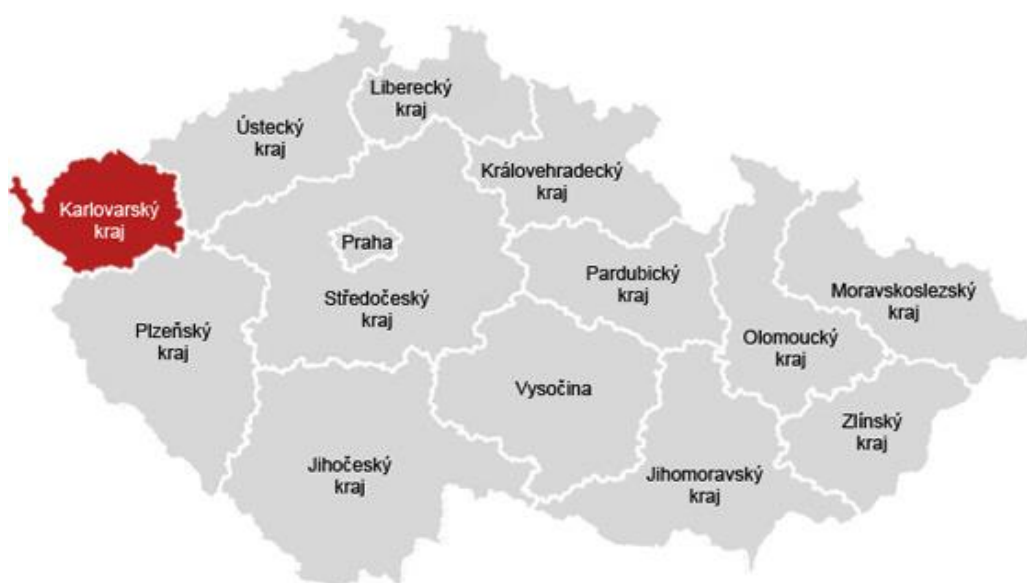 Liberecký
kraj
Ústecký
kraj
Královehradecký
kraj
Karlovarský
kraj
Praha
Pardubický
kraj
Středočeský
kraj
Moravskoslezský
kraj
Plzeňský
kraj
Olomoucký
kraj
Vysočina
Zlínský
kraj
Jihočeský
kraj
Jihomoravský
kraj